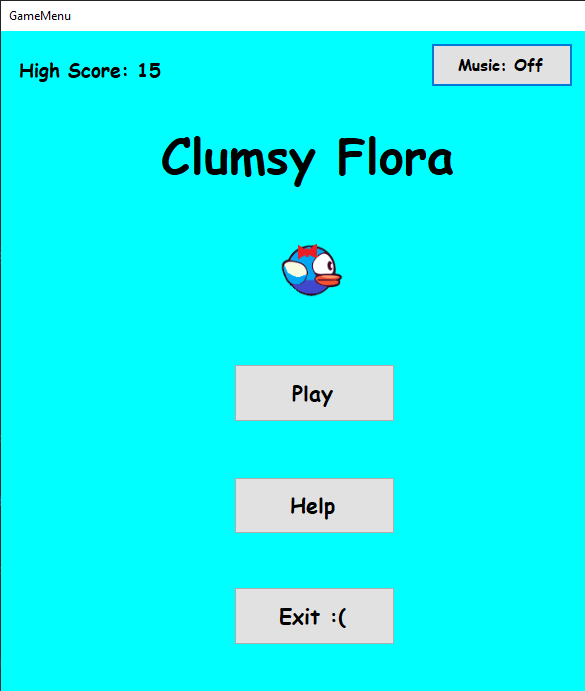 GameMenu
High Score: 15
Music: Off
Clumsy Flora
Play
Help
Exit :(